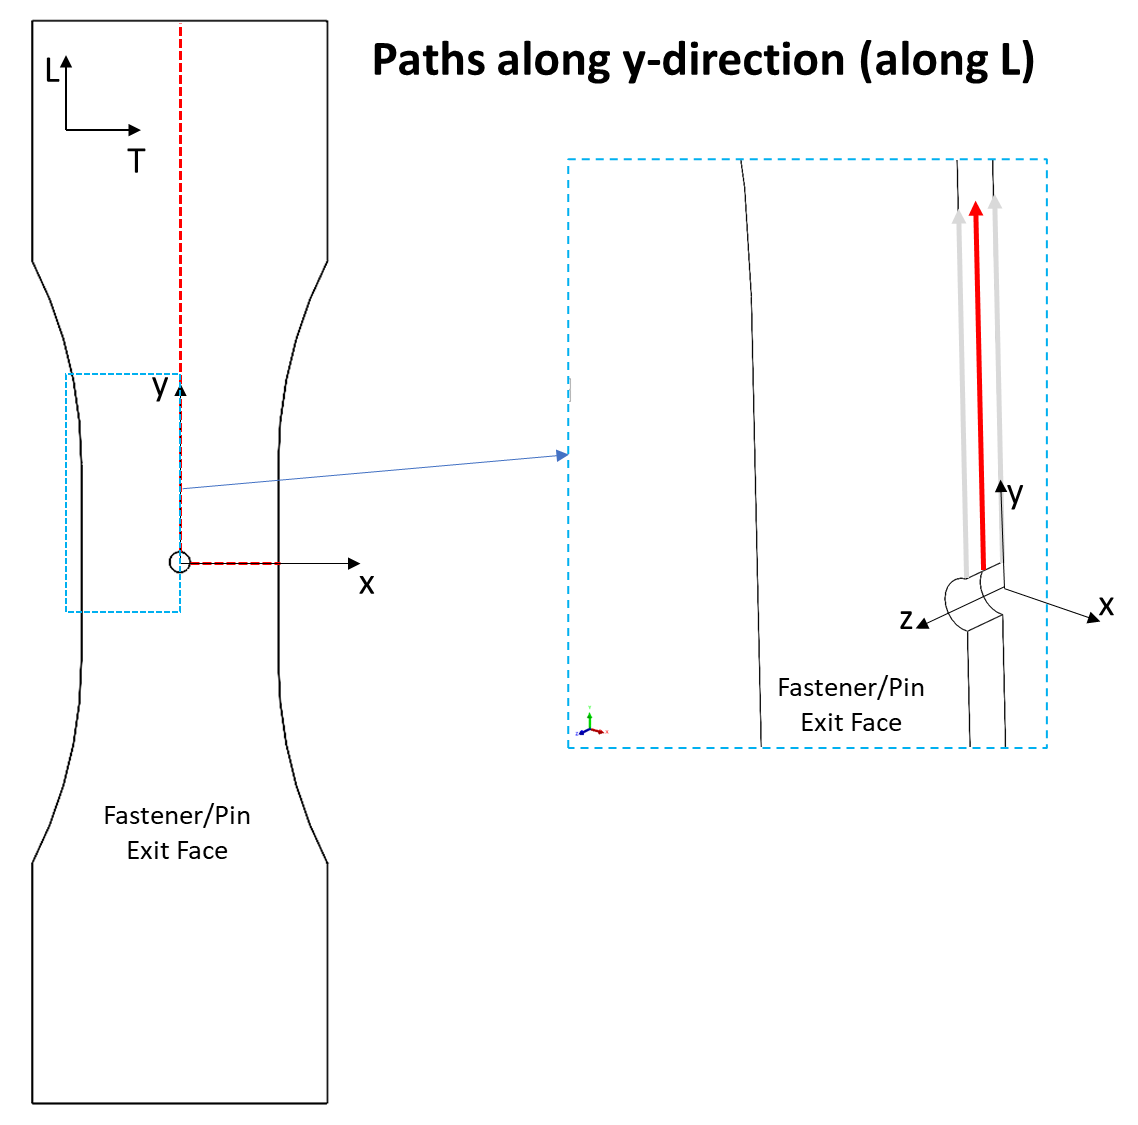 Paths along y-direction (along L)
L
T
y
x
y
x
z
Fastener/Pin
Exit Face
Fastener/Pin
Exit Face